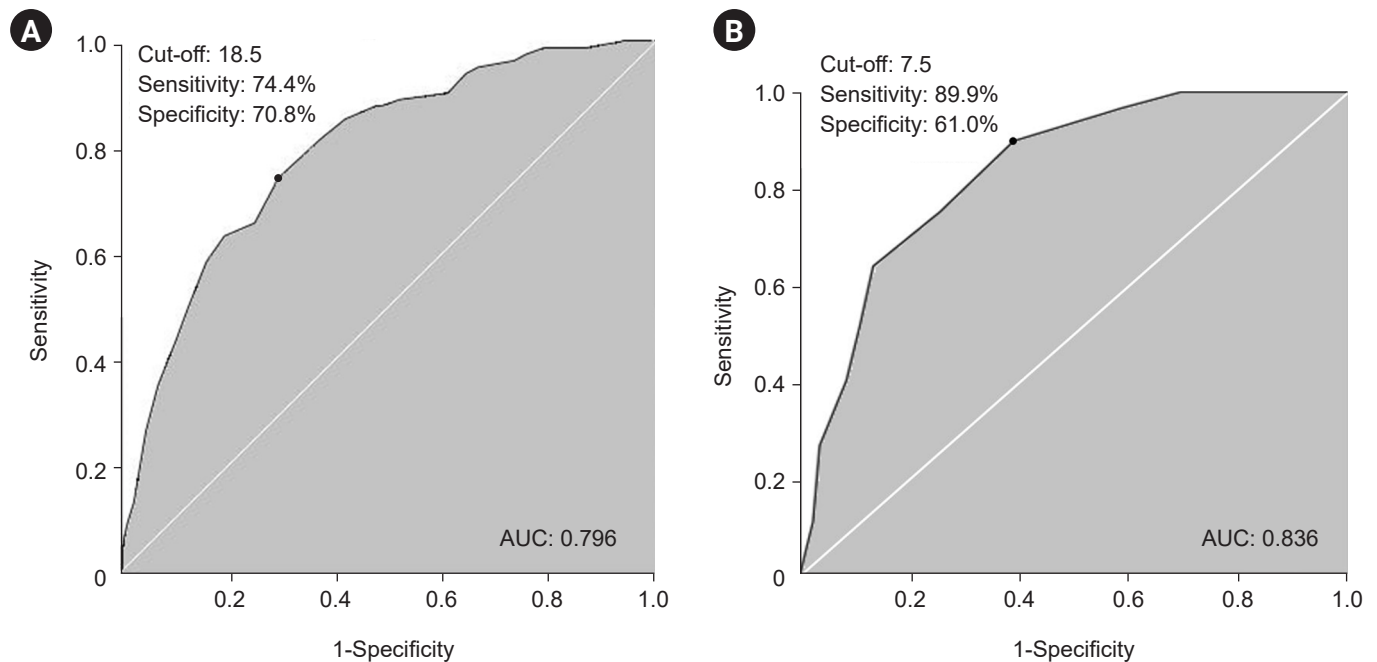 A
Cut-off: 18.5
Sensitivity: 74.4%
Specificity: 70.8%
1.0
0.8
0.6
0.4
0.2
0
Sensitivity
AUC: 0.796
0.2 0.4 0.6 0.8 1.0
1-Specificity
B
Cut-off: 7.5
Sensitivity: 89.9%
Specificity: 61.0%
1.0
0.8
0.6
0.4
0.2
0
Sensitivity
AUC: 0.836
0.2 0.4 0.6 0.8 1.0
1-Specificity